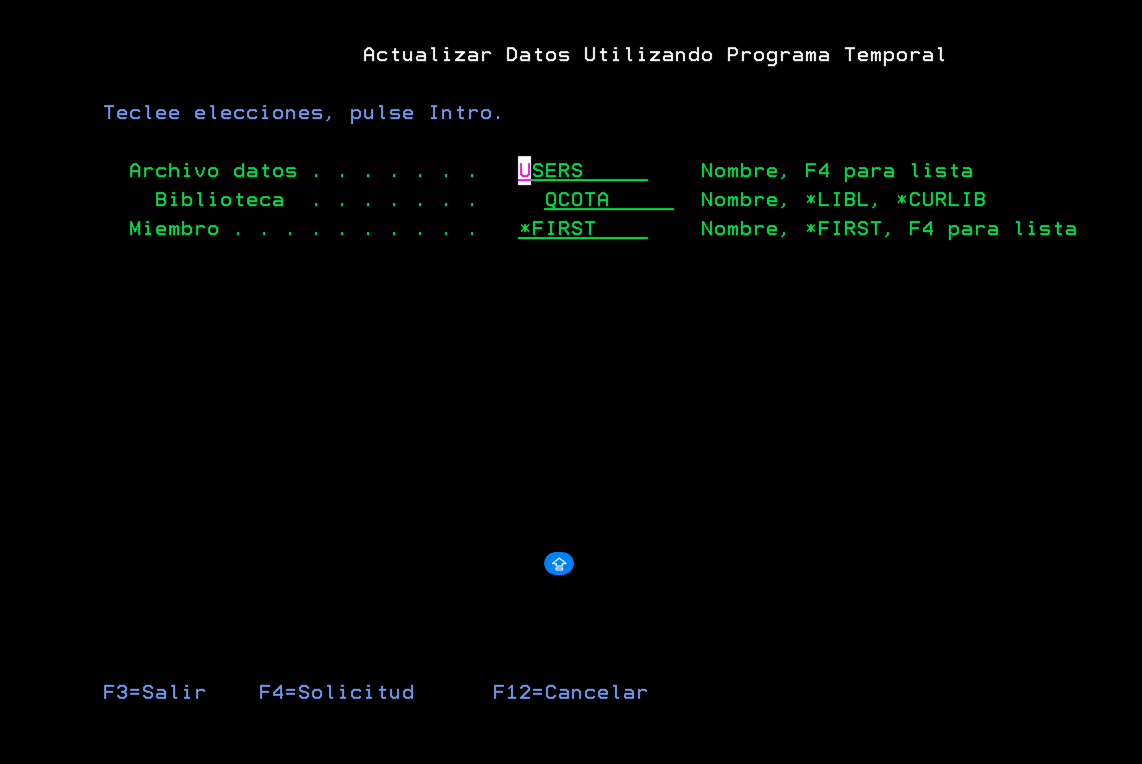 Actualizar Datos Utilizando Programa Temporal
Teclee elecciones, pulse Intro.
Archivo datos . . . . . . . USERS Nombre, F4 para lista
Biblioteca . . . . . . . QCOTA Nombre, *LIBL, *CURLIB
Miembro . . . . . . . . . . *FIRST Nombre, *FIRST, F4 para lista
F3=Salir F4=Solicitud F12=Cancelar